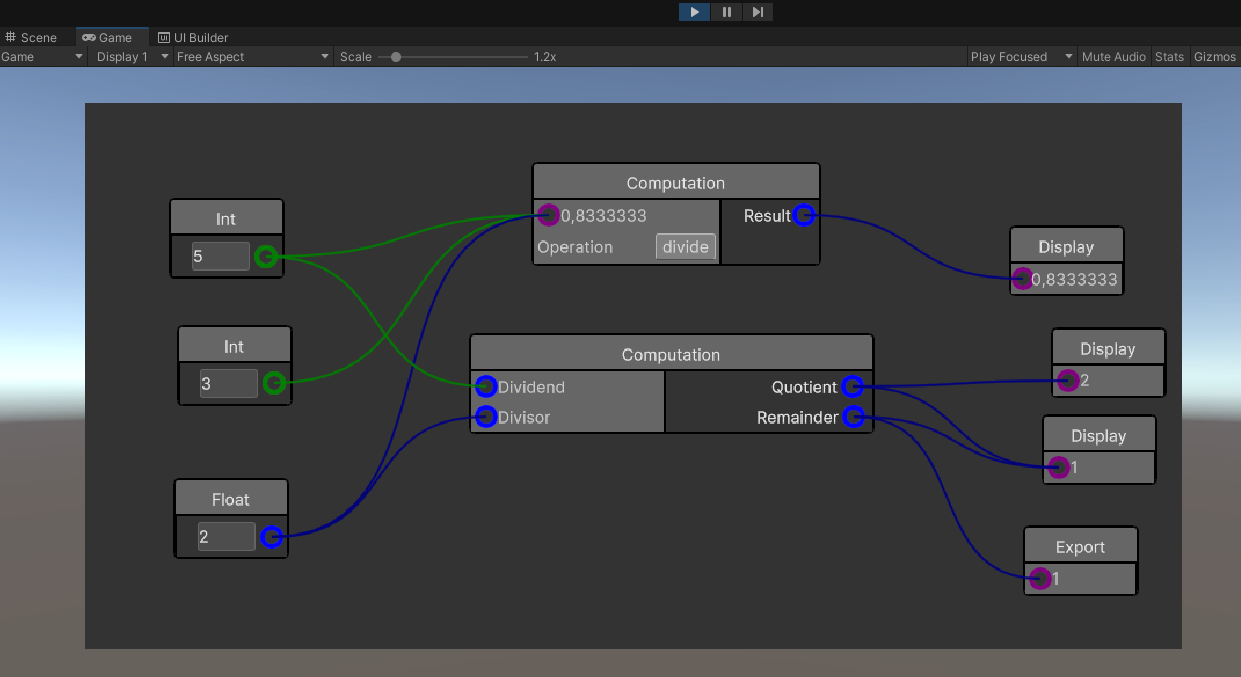 Scene Game UI Builder
Game Display 1 Free Aspect Scale 1.2x Play Focused Mute Audio Stats Gizmos
Computation
0,8333333 Result
Operation divide
Int
5
Display
0,8333333
Int
3
Computation
Dividend Quotient
Divisor Remainder
Display
2
Display
1
Float
2
Export
1